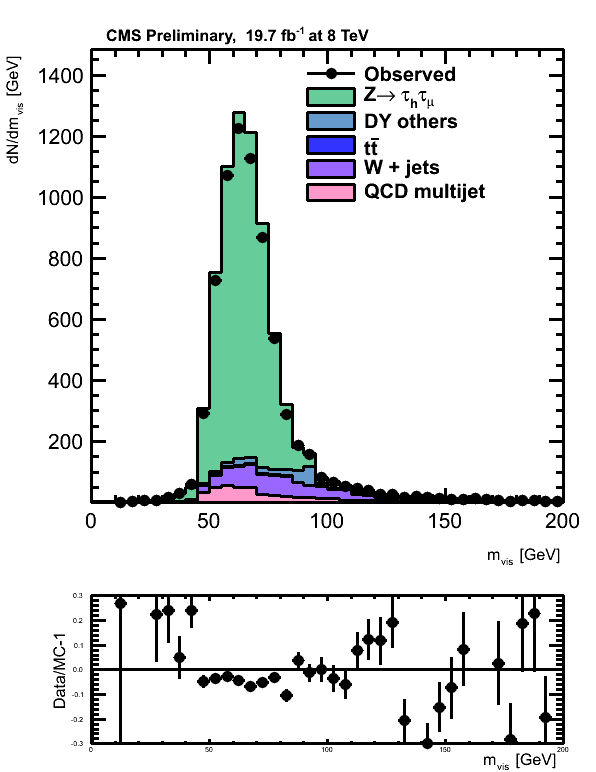 CMS Preliminary, 19.7 fb⁻¹ at 8 TeV
dN/dm_vis [GeV]
1400
1200
1000
800
600
400
200
Observed
Z→ τ_hτ_μ
DY others
tt̄
W + jets
QCD multijet
0 50 100 150 200
m_vis [GeV]
Data/MC-1
0.3
0.2
0.1
0.0
-0.1
-0.2
-0.3
0 50 100 150 200
m_vis [GeV]